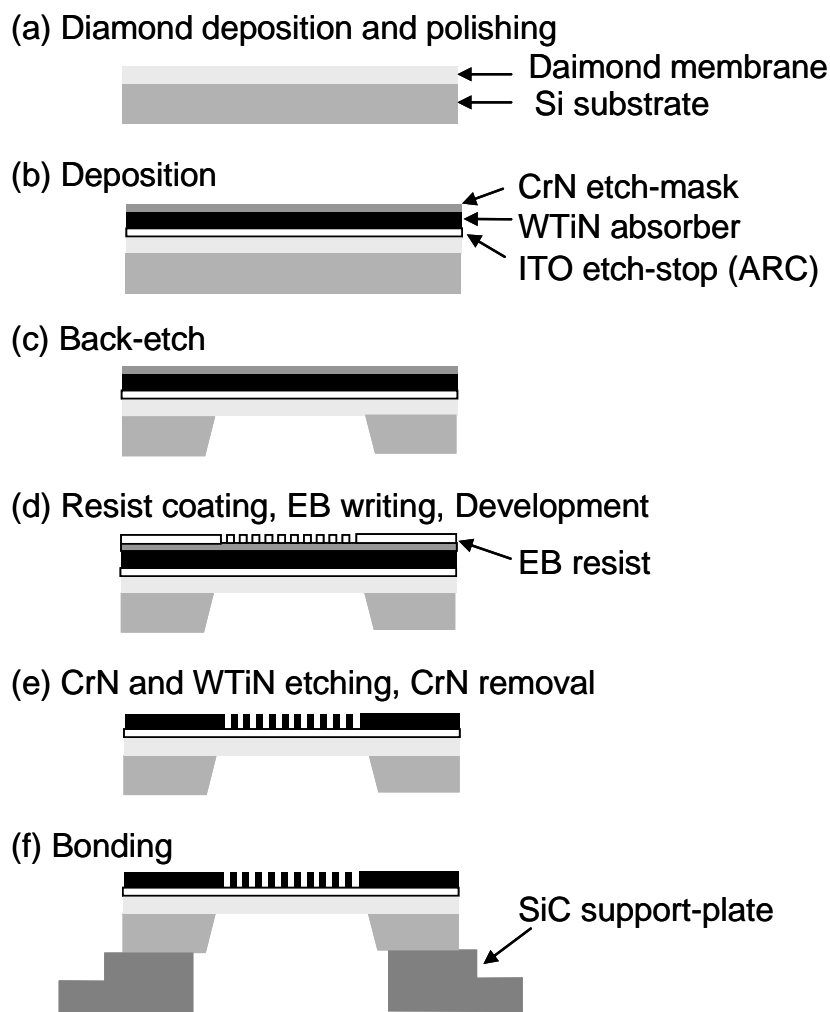 (a) Diamond deposition and polishing
Daimond membrane
Si substrate
(b) Deposition
CrN etch-mask
WTiN absorber
ITO etch-stop (ARC)
(c) Back-etch
(d) Resist coating, EB writing, Development
EB resist
(e) CrN and WTiN etching, CrN removal
(f) Bonding
SiC support-plate